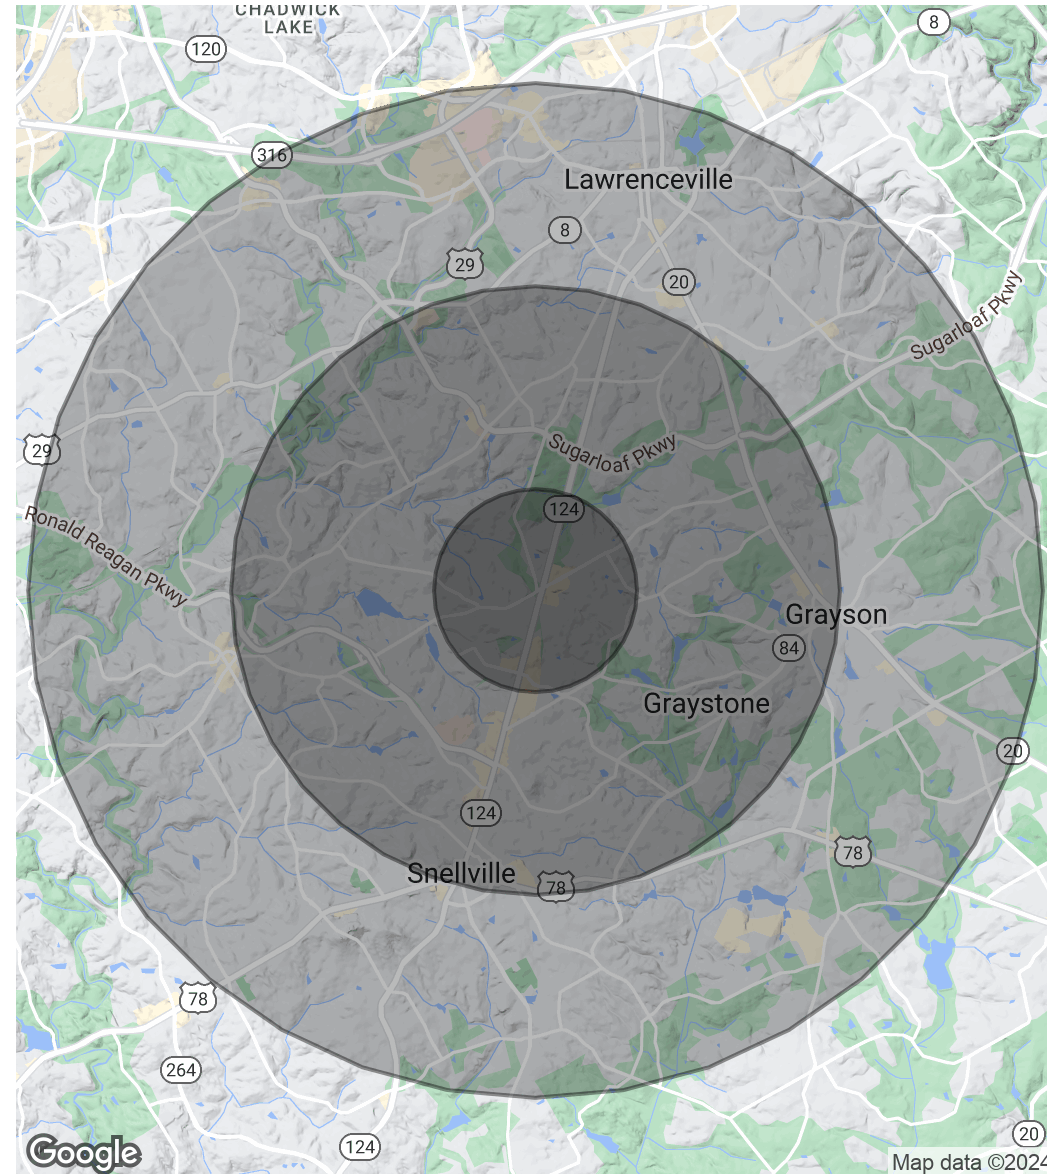 CHADWICK
LAKE
8
120
316
Lawrenceville
8
29
20
Sugarloaf Pkwy
29
Sugarloaf Pkwy
124
Ronald Reagan Pkwy
Grayson
84
Graystone
20
124
78
Snellville
78
78
264
20
124
Google
Map data ©2024